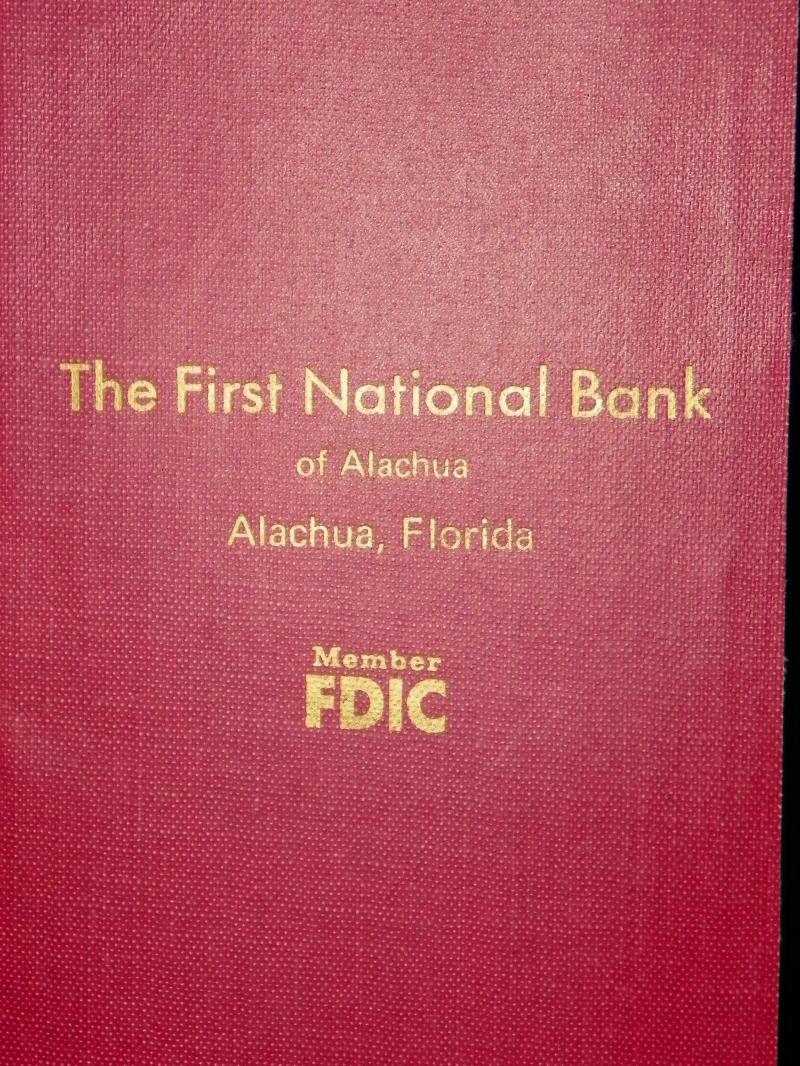 The First National Bank
of Alachua
Alachua, Florida
Member
FDIC